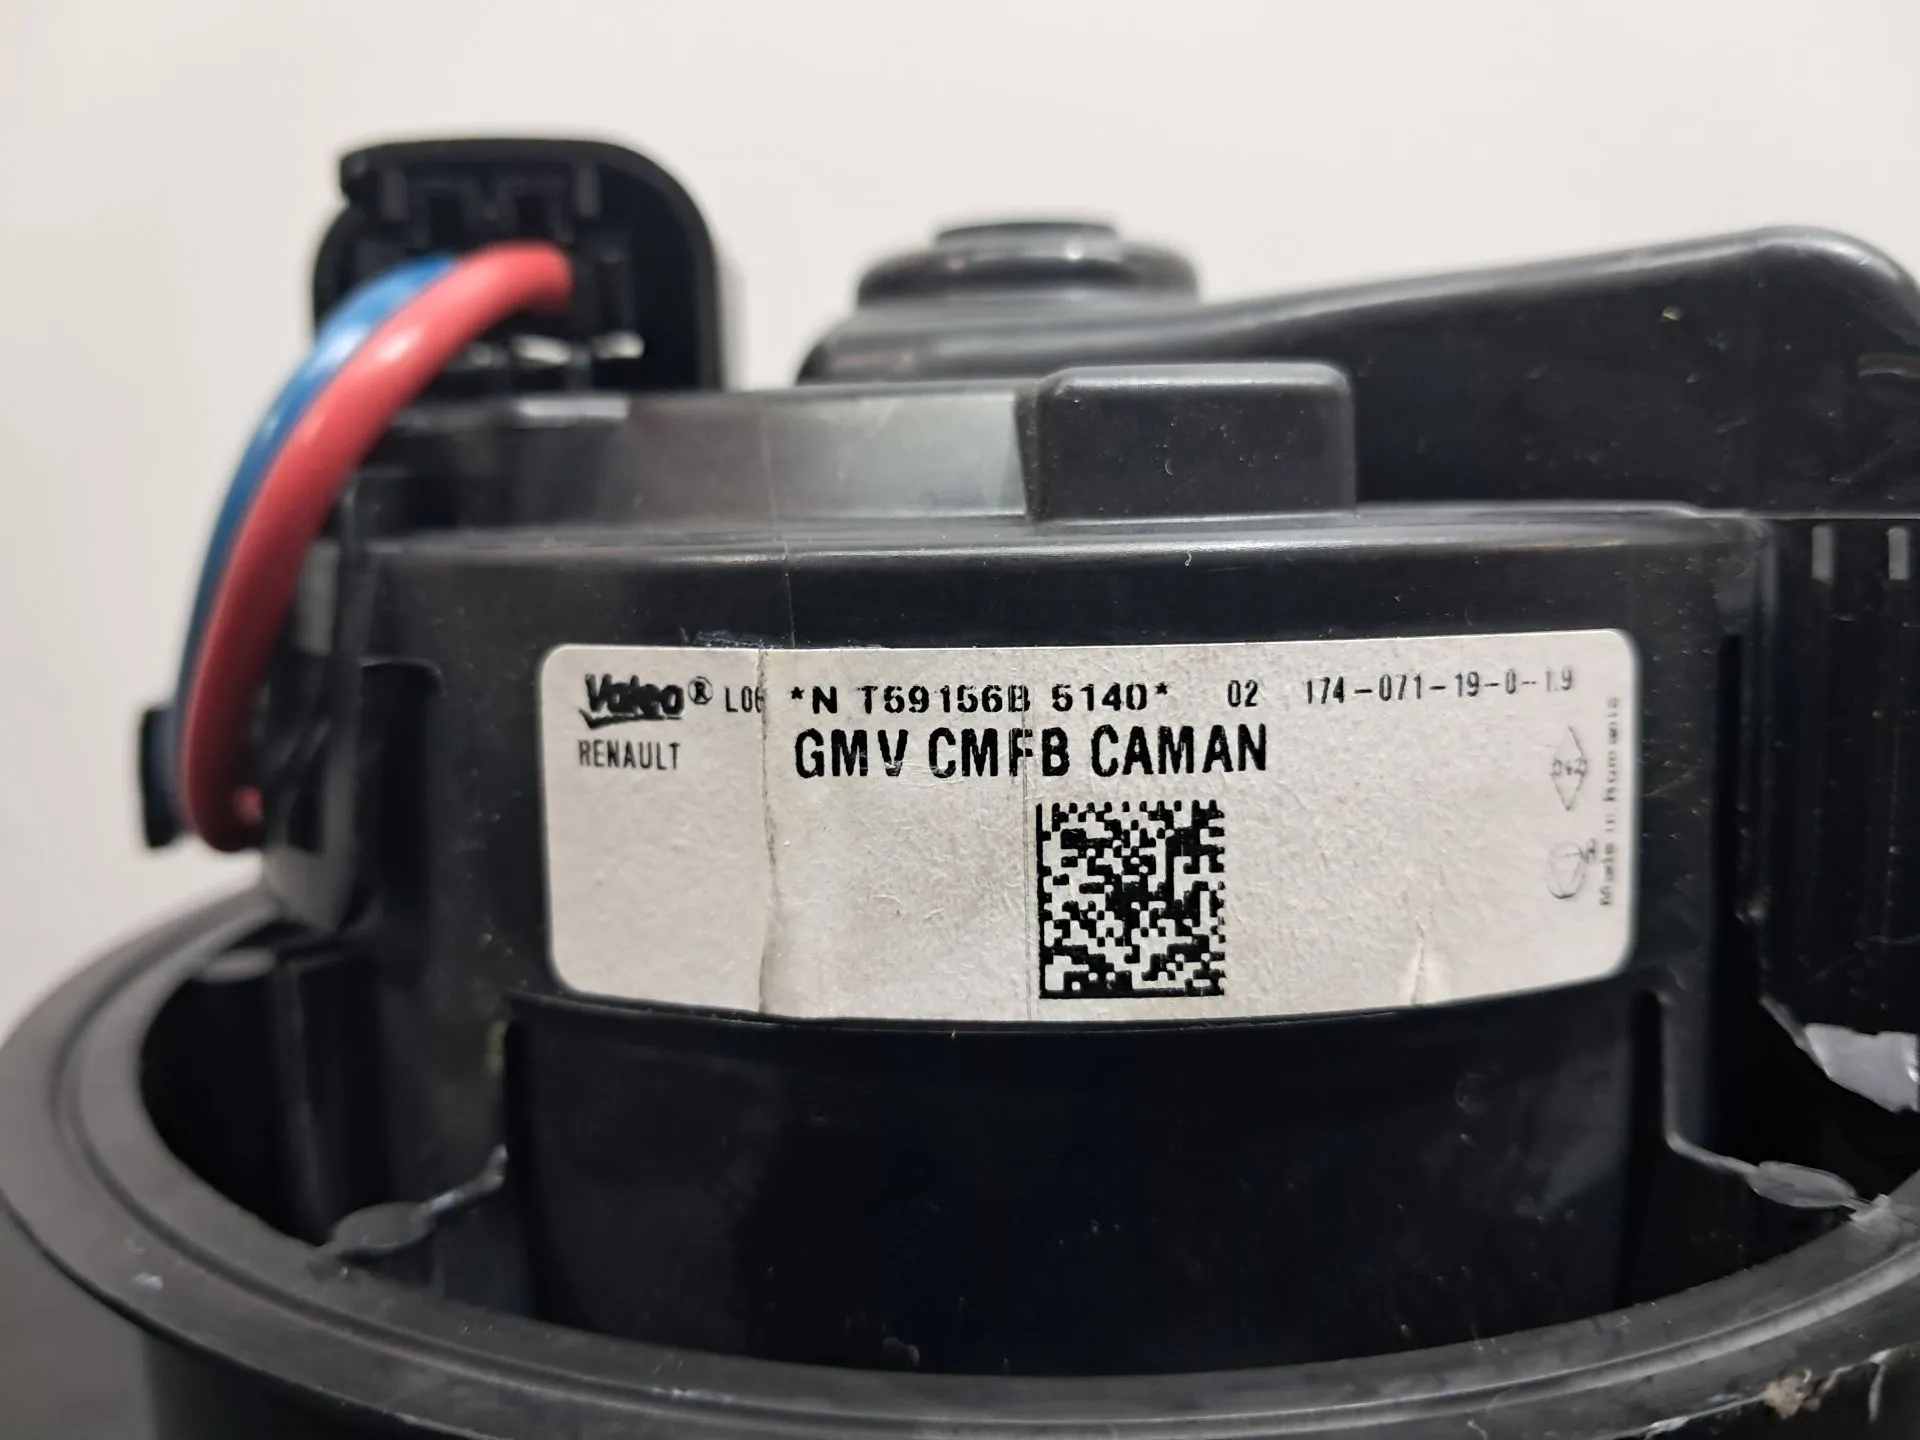 Valeo® L06 *N T59156B 5140* 02 174-071-19-0-19
RENAULT GMV CMFB CAMAN
Made in Romania